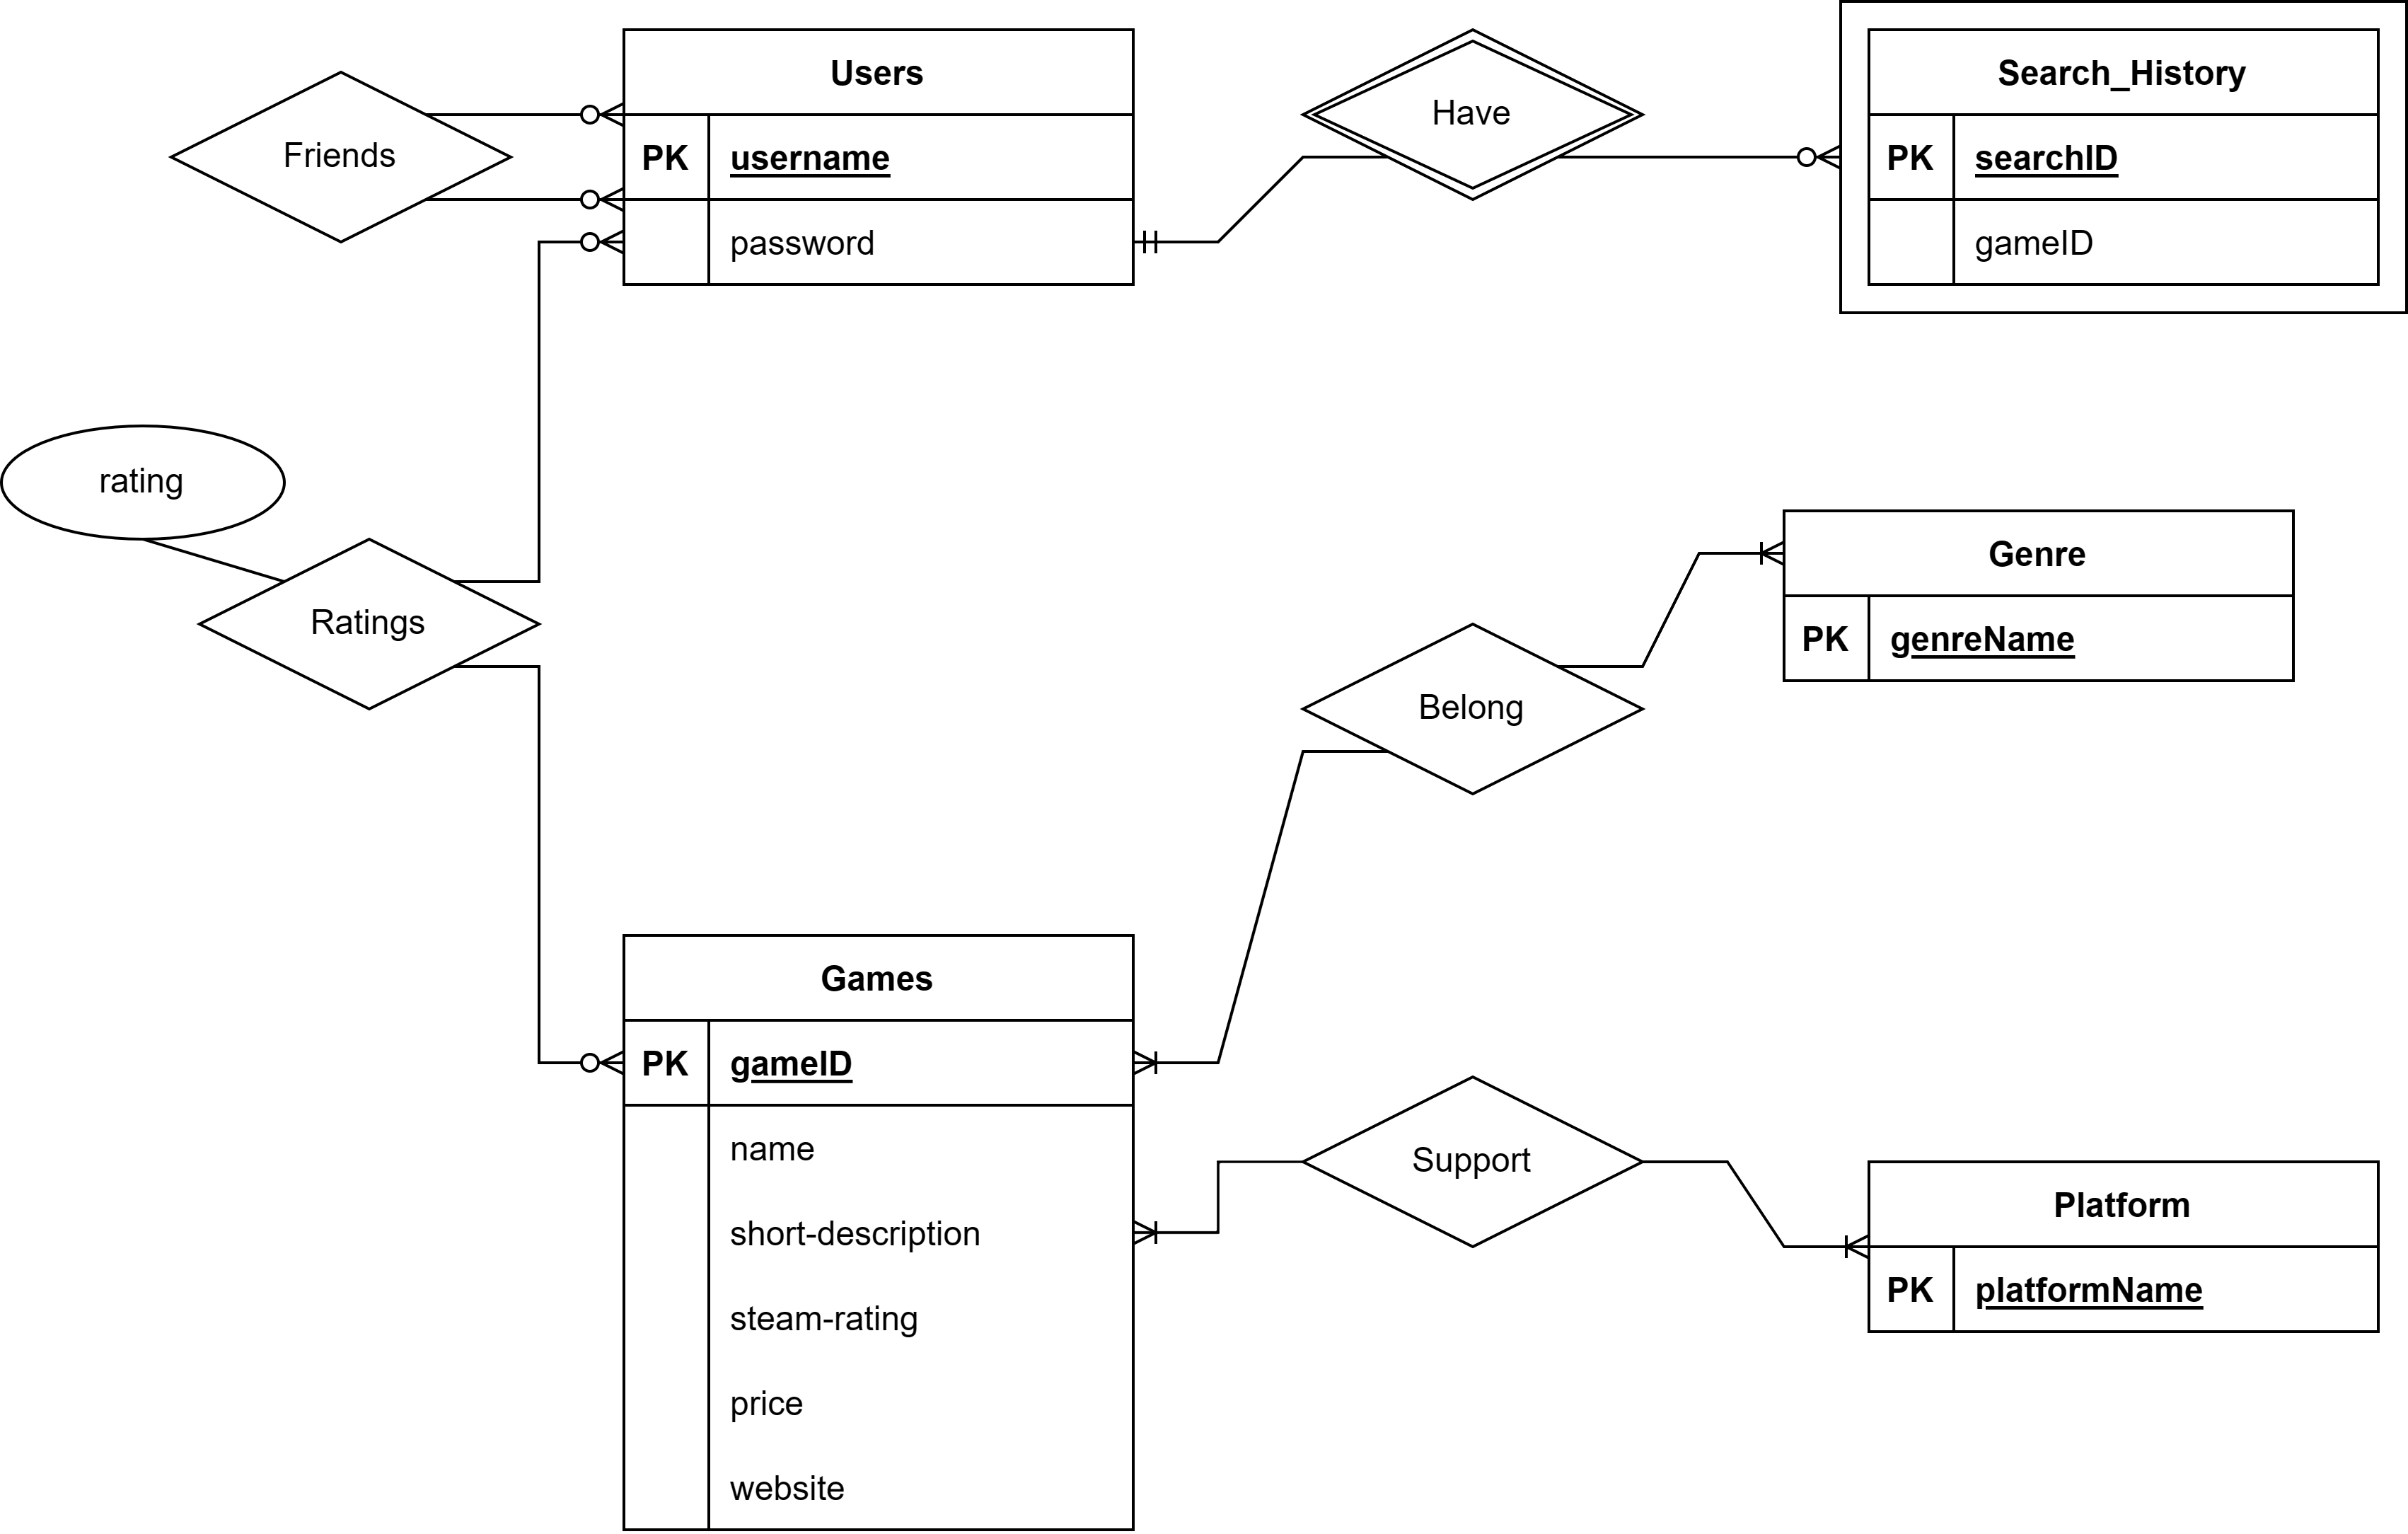 Users
PK username
password
Friends
Have
Search_History
PK searchID
gameID
rating
Ratings
Genre
PK genreName
Belong
Games
PK gameID
name
short-description
steam-rating
price
website
Support
Platform
PK platformName